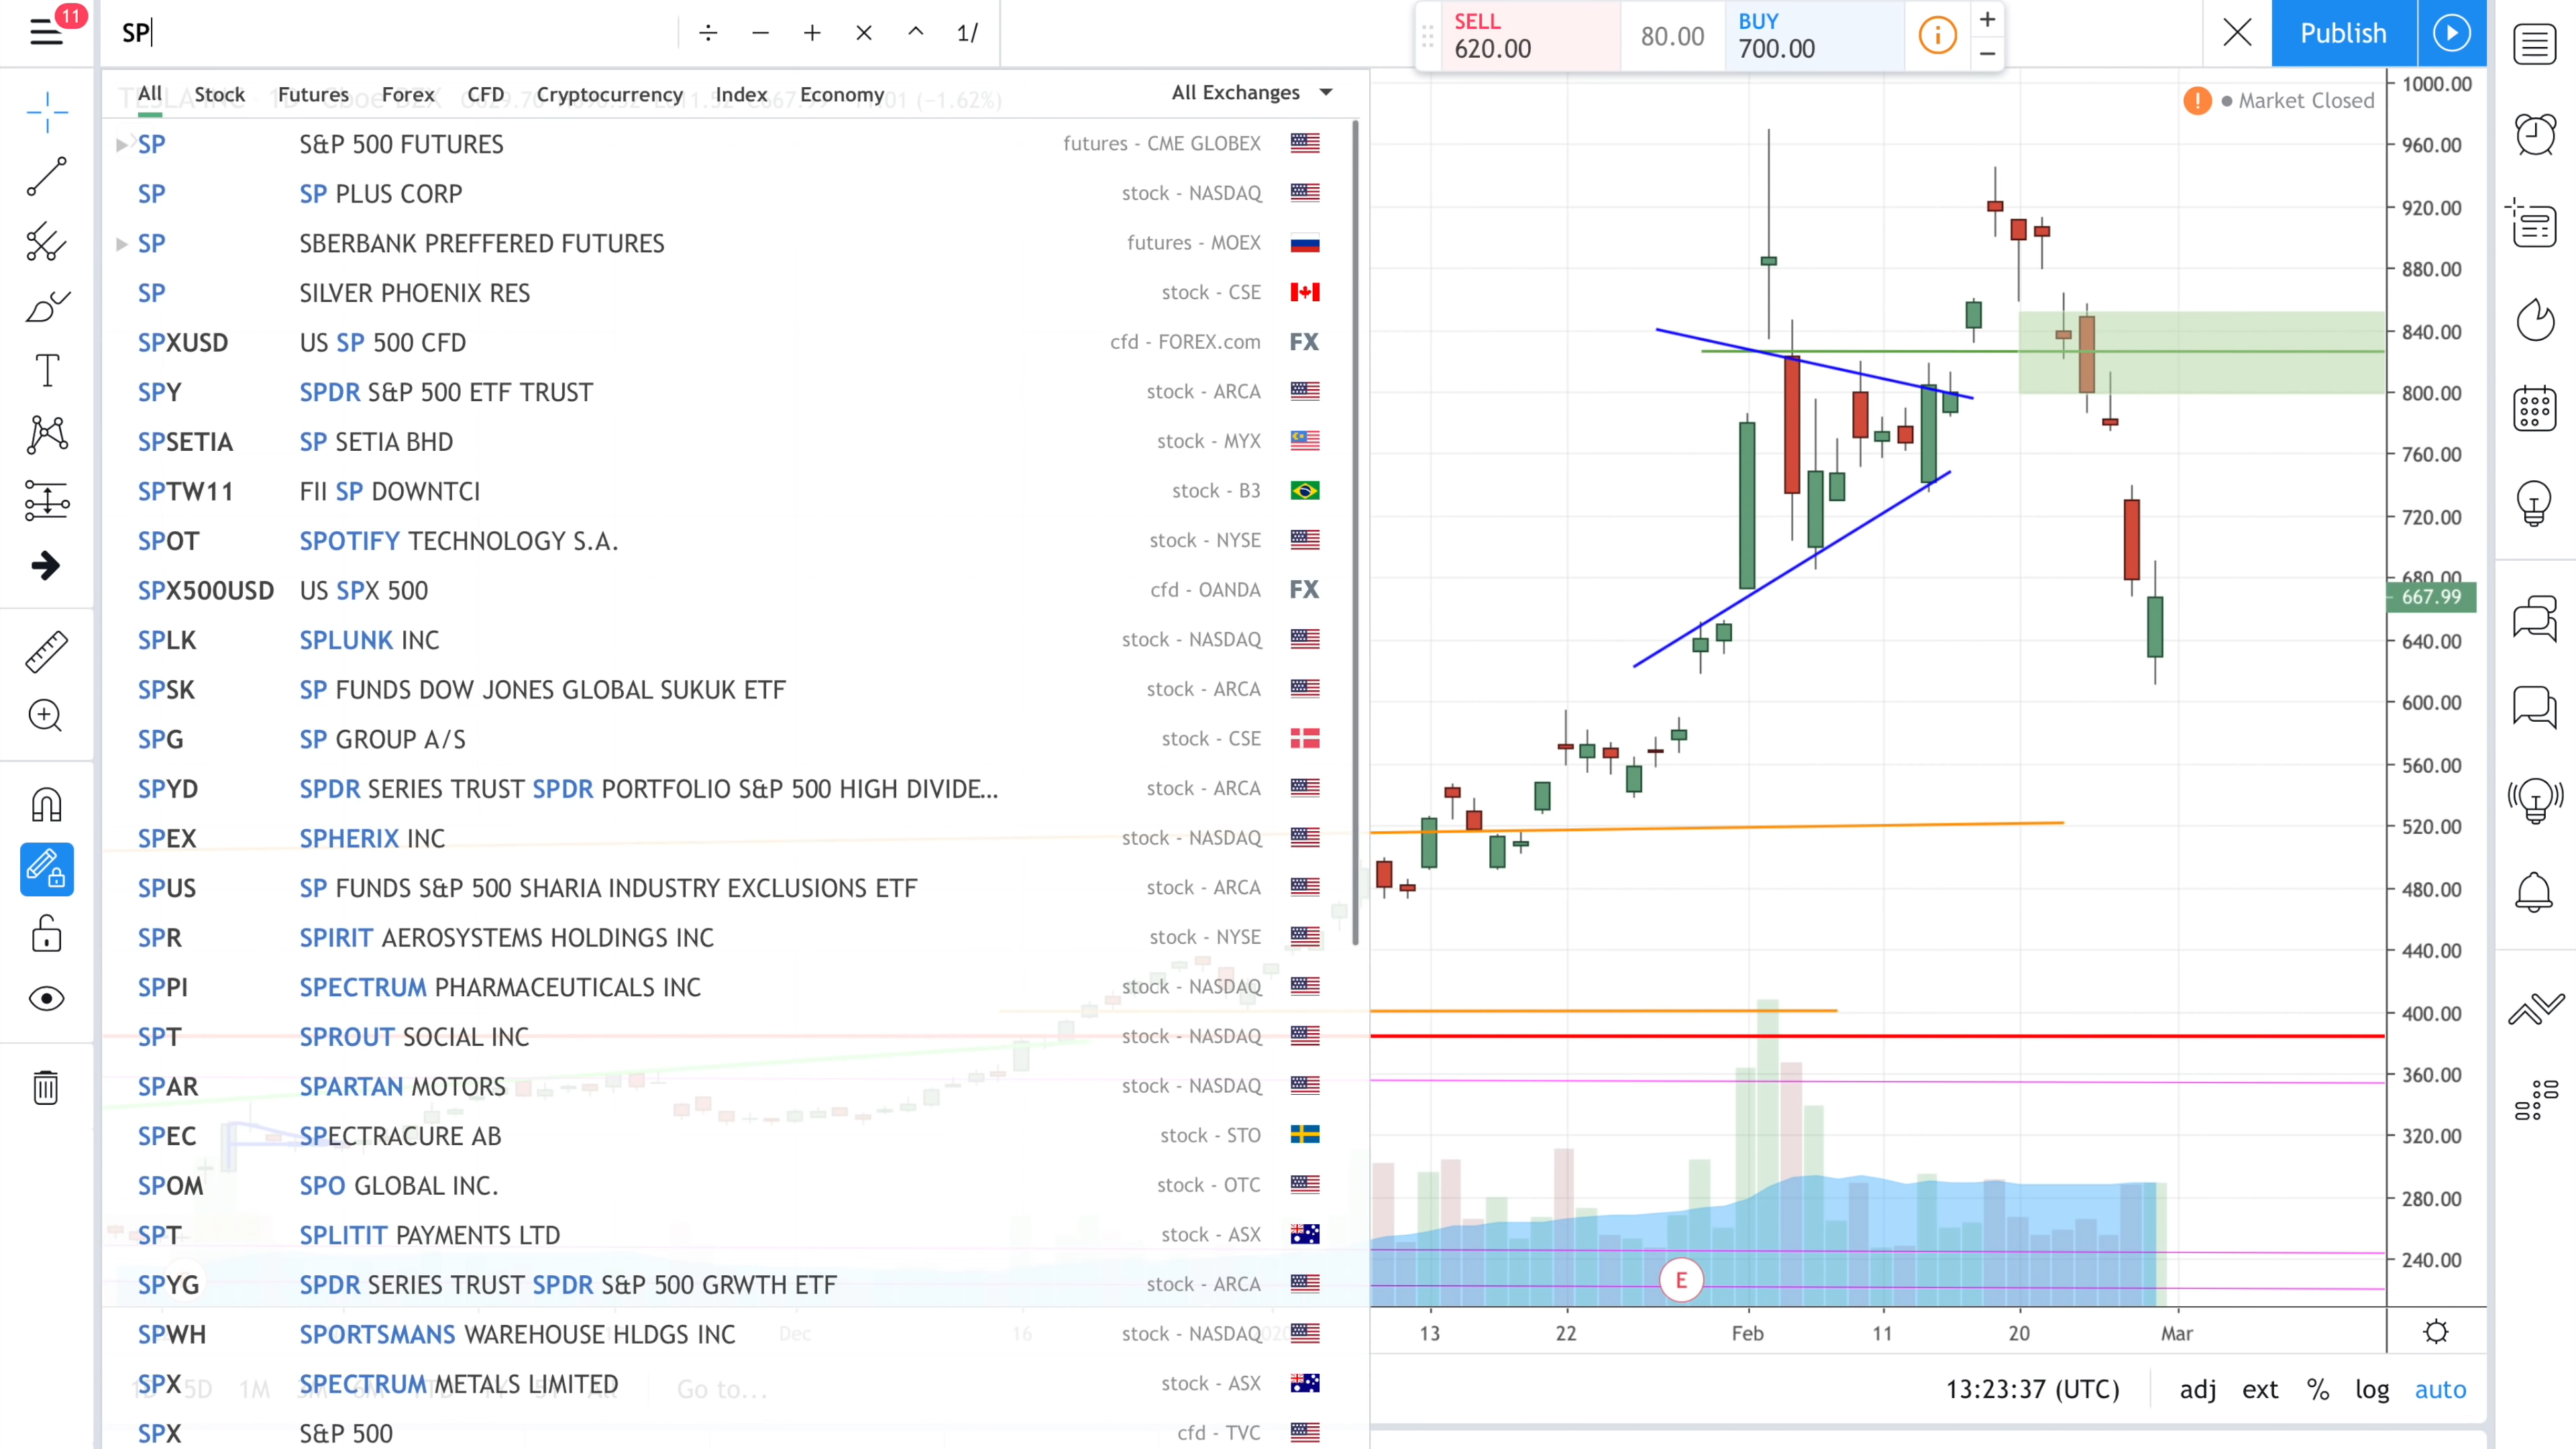 11
SP
÷ − + × ^ 1/
SELL
620.00
80.00
BUY
700.00
Publish
All Stock Futures Forex CFD Cryptocurrency Index Economy All Exchanges
Market Closed
SP S&P 500 FUTURES futures - CME GLOBEX
SP SP PLUS CORP stock - NASDAQ
SP SBERBANK PREFFERED FUTURES futures - MOEX
SP SILVER PHOENIX RES stock - CSE
SPXUSD US SP 500 CFD cfd - FOREX.com FX
SPY SPDR S&P 500 ETF TRUST stock - ARCA
SPSETIA SP SETIA BHD stock - MYX
SPTW11 FII SP DOWNTCI stock - B3
SPOT SPOTIFY TECHNOLOGY S.A. stock - NYSE
SPX500USD US SPX 500 cfd - OANDA FX
SPLK SPLUNK INC stock - NASDAQ
SPSK SP FUNDS DOW JONES GLOBAL SUKUK ETF stock - ARCA
SPG SP GROUP A/S stock - CSE
SPYD SPDR SERIES TRUST SPDR PORTFOLIO S&P 500 HIGH DIVIDE... stock - ARCA
SPEX SPHERIX INC stock - NASDAQ
SPUS SP FUNDS S&P 500 SHARIA INDUSTRY EXCLUSIONS ETF stock - ARCA
SPR SPIRIT AEROSYSTEMS HOLDINGS INC stock - NYSE
SPPI SPECTRUM PHARMACEUTICALS INC stock - NASDAQ
SPT SPROUT SOCIAL INC stock - NASDAQ
SPAR SPARTAN MOTORS stock - NASDAQ
SPEC SPECTRACURE AB stock - STO
SPOM SPO GLOBAL INC. stock - OTC
SPT SPLITIT PAYMENTS LTD stock - ASX
SPYG SPDR SERIES TRUST SPDR S&P 500 GRWTH ETF stock - ARCA
SPWH SPORTSMANS WAREHOUSE HLDGS INC stock - NASDAQ
SPX SPECTRUM METALS LIMITED stock - ASX
SPX S&P 500 cfd - TVC
Dec 16
5D 1M Go to...
1000.00
960.00
920.00
880.00
840.00
800.00
760.00
720.00
680.00
667.99
640.00
600.00
560.00
520.00
480.00
440.00
400.00
360.00
320.00
280.00
240.00
E
13 22 Feb 11 20 Mar
13:23:37 (UTC) adj ext % log auto